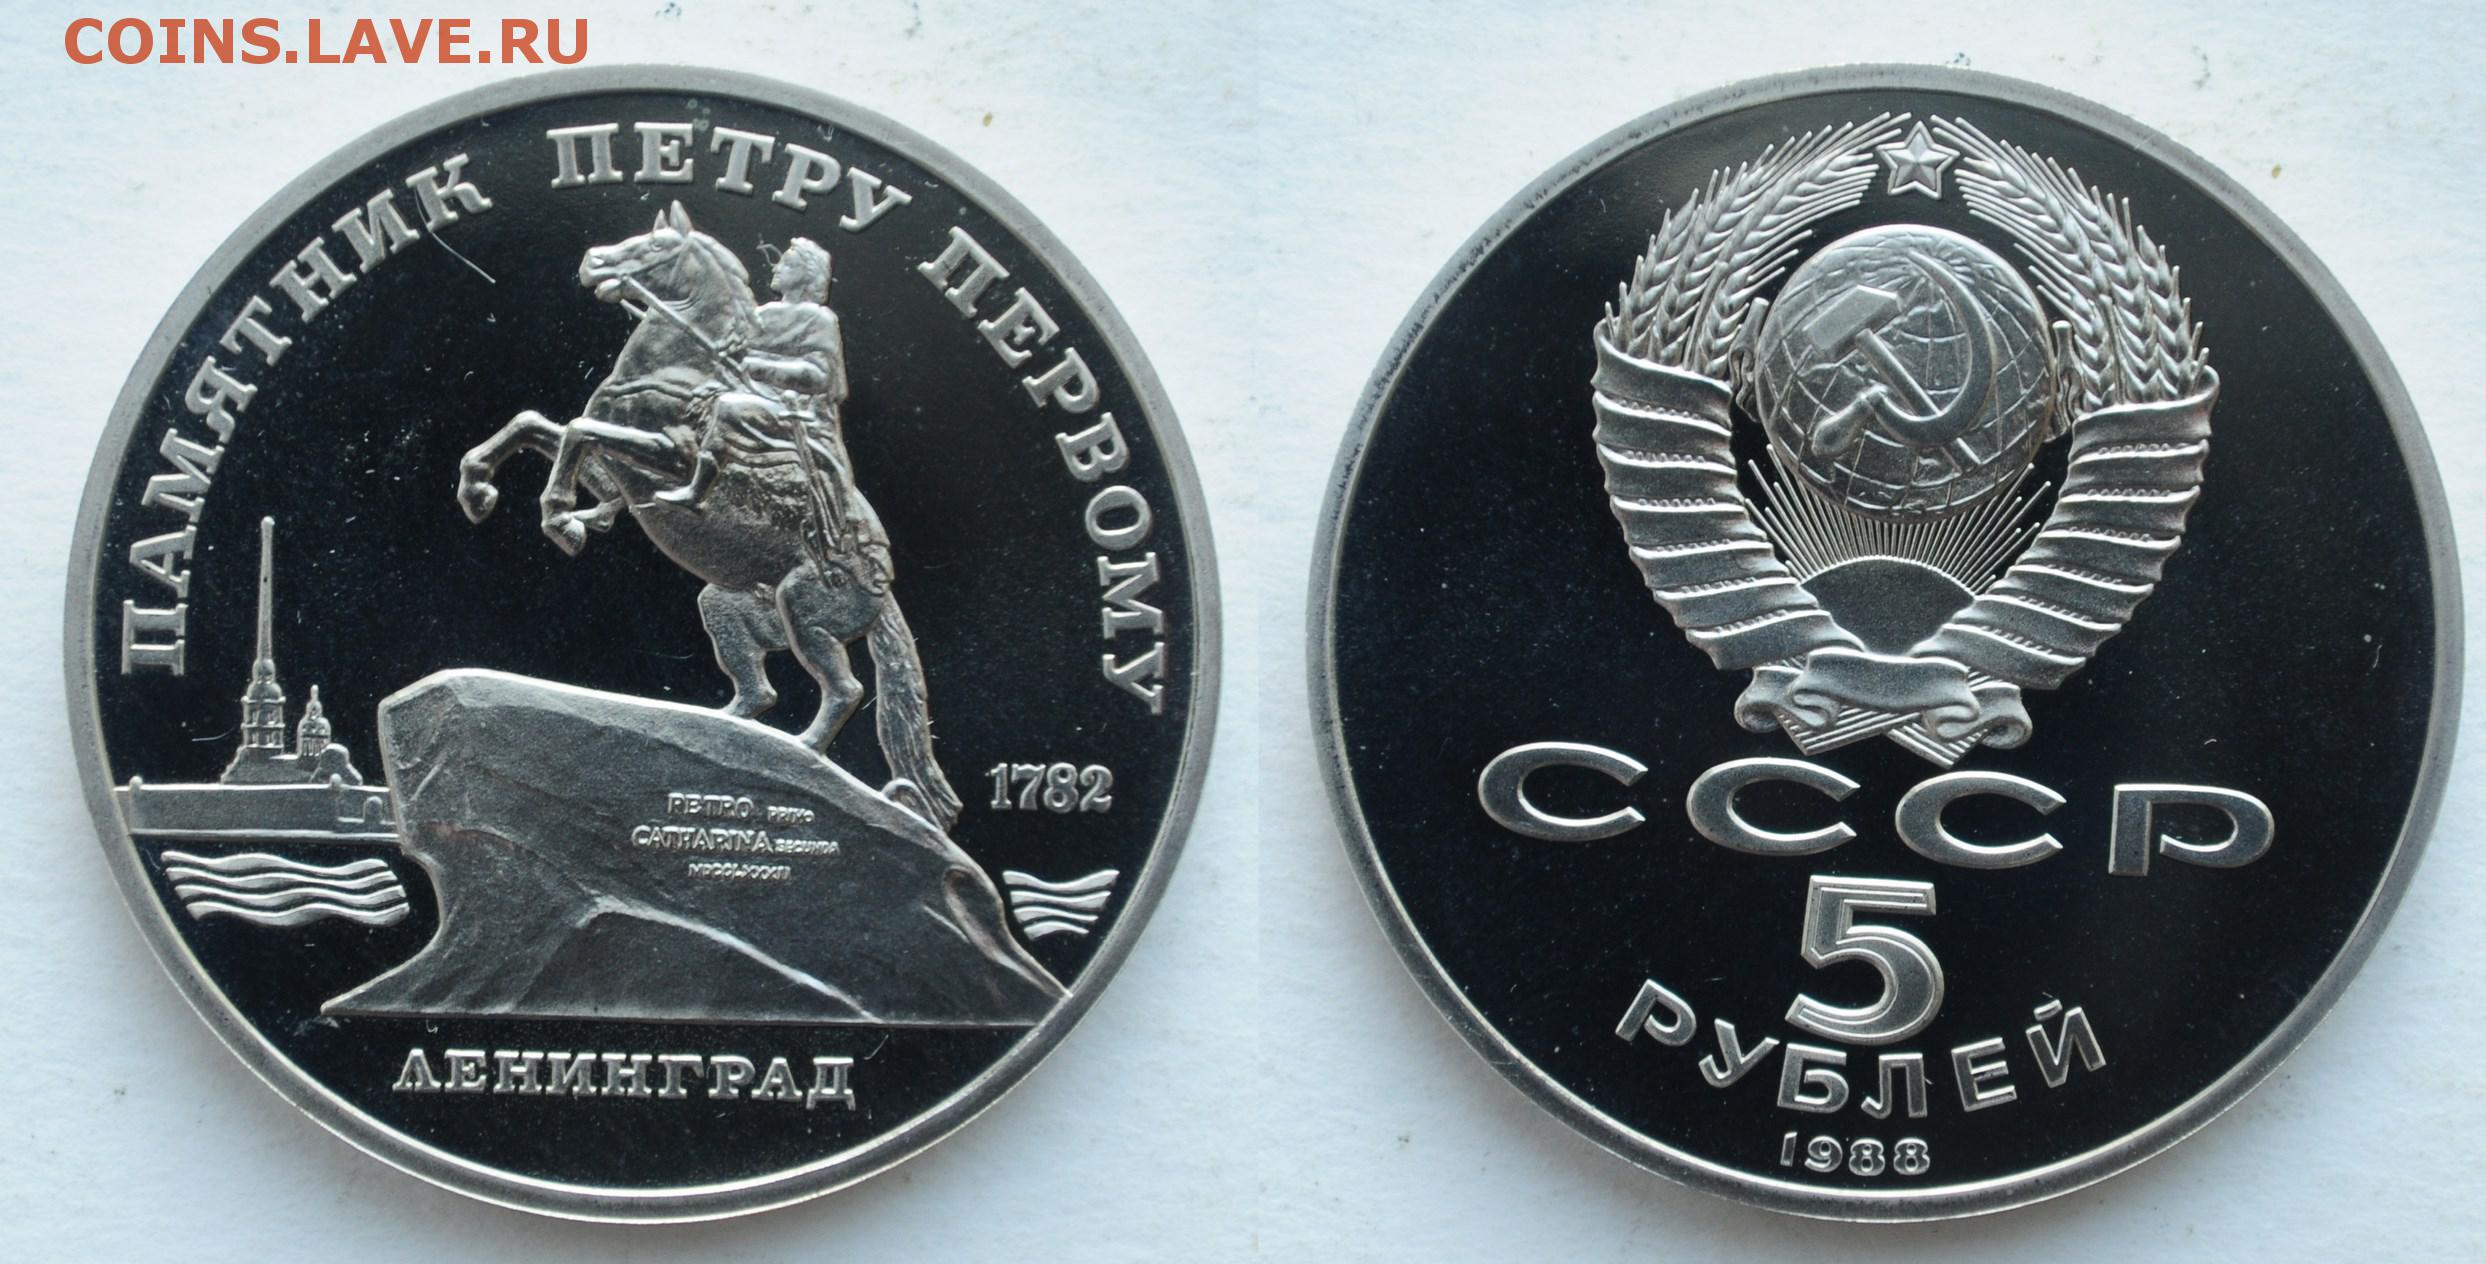 COINS.LAVE.RU
ПАМЯТНИК ПЕТРУ ПЕРВОМУ
1782
PETRO PRIMO
CATHARINA SECUNDA
MDCCLXXXII
ЛЕНИНГРАД
СССР
5
РУБЛЕЙ
1988